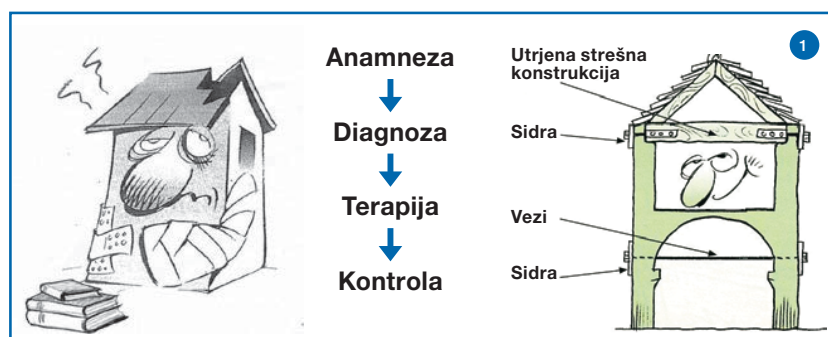 1
Anamneza
Diagnoza
Terapija
Kontrola
Utrjena strešna
konstrukcija
Sidra
Vezi
Sidra